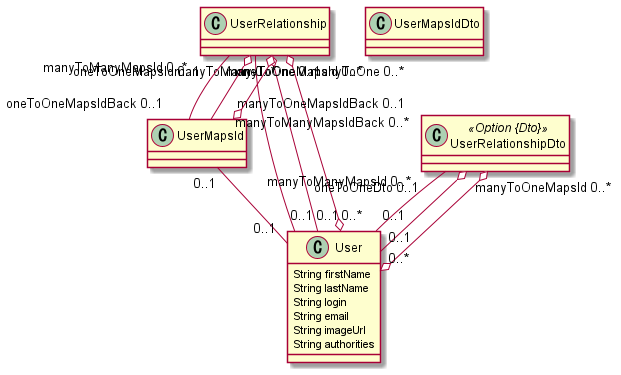 C UserRelationship
C UserMapsIdDto
manyToManyMapsId 0..*
oneToOneMapsId 0..1
oneToOneMapsIdBack 0..1
manyToOneMapsIdBack 0..1
manyToManyMapsIdBack 0..*
C UserMapsId
C «Option {Dto}»
UserRelationshipDto
0..1
manyToManyMapsId 0..*
oneToOneDto 0..1
manyToOneMapsId 0..*
0..1
0..1
0..1
0..*
0..1
0..1
0..*
C User
String firstName
String lastName
String login
String email
String imageUrl
String authorities